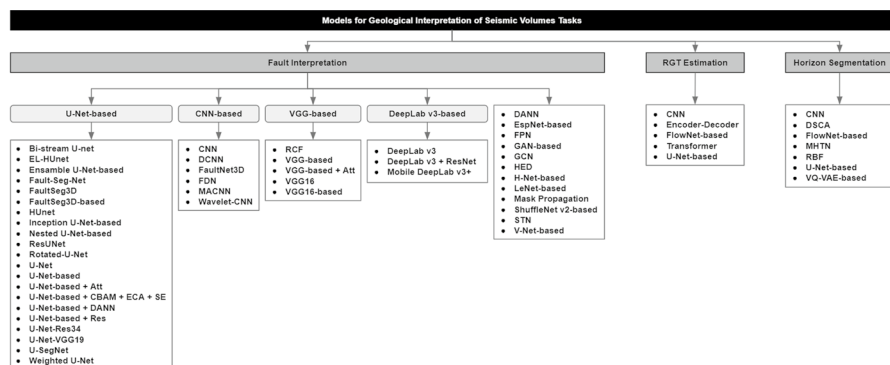 Models for Geological Interpretation of Seismic Volumes Tasks
Fault Interpretation
RGT Estimation
Horizon Segmentation
U-Net-based
CNN-based
VGG-based
DeepLab v3-based
● Bi-stream U-net
● EL-HUnet
● Ensamble U-Net-based
● Fault-Seg-Net
● FaultSeg3D
● FaultSeg3D-based
● HUnet
● Inception U-Net-based
● Nested U-Net-based
● ResUNet
● Rotated-U-Net
● U-Net
● U-Net-based
● U-Net-based + Att
● U-Net-based + CBAM + ECA + SE
● U-Net-based + DANN
● U-Net-based + Res
● U-Net-Res34
● U-Net-VGG19
● U-SegNet
● Weighted U-Net
● CNN
● DCNN
● FaultNet3D
● FDN
● MACNN
● Wavelet-CNN
● RCF
● VGG-based
● VGG-based + Att
● VGG16
● VGG16-based
● DeepLab v3
● DeepLab v3 + ResNet
● Mobile DeepLab v3+
● DANN
● EspNet-based
● FPN
● GAN-based
● GCN
● HED
● H-Net-based
● LeNet-based
● Mask Propagation
● ShuffleNet v2-based
● STN
● V-Net-based
● CNN
● Encoder-Decoder
● FlowNet-based
● Transformer
● U-Net-based
● CNN
● DSCA
● FlowNet-based
● MHTN
● RBF
● U-Net-based
● VQ-VAE-based